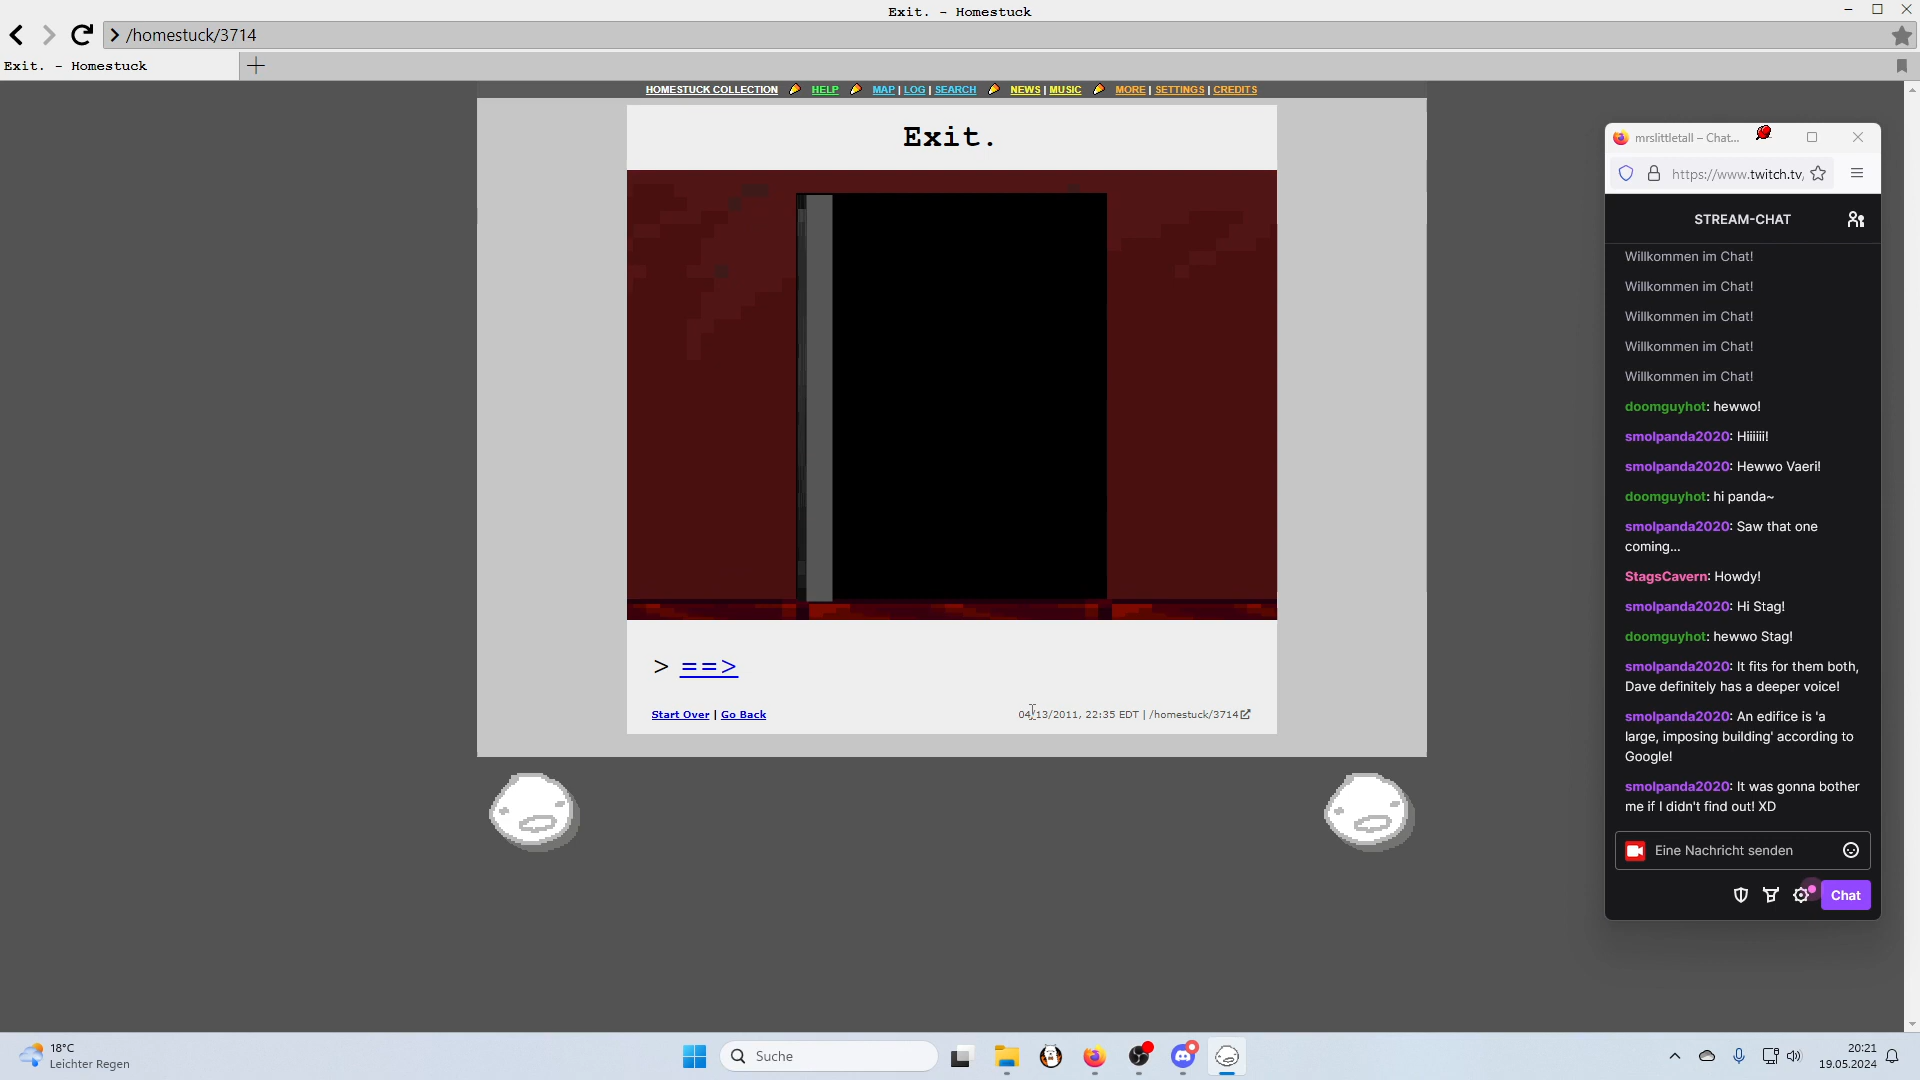 Exit. - Homestuck
/homestuck/3714
Exit. - Homestuck
HOMESTUCK COLLECTION HELP MAP | LOG | SEARCH NEWS | MUSIC MORE | SETTINGS | CREDITS
Exit.
> ==>
Start Over | Go Back
04/13/2011, 22:35 EDT | /homestuck/3714
mrslittletall – Chat...
https://www.twitch.tv,
STREAM-CHAT
Willkommen im Chat!
Willkommen im Chat!
Willkommen im Chat!
Willkommen im Chat!
Willkommen im Chat!
doomguyhot: hewwo!
smolpanda2020: Hiiiiii!
smolpanda2020: Hewwo Vaeri!
doomguyhot: hi panda~
smolpanda2020: Saw that one
coming...
StagsCavern: Howdy!
smolpanda2020: Hi Stag!
doomguyhot: hewwo Stag!
smolpanda2020: It fits for them both,
Dave definitely has a deeper voice!
smolpanda2020: An edifice is 'a
large, imposing building' according to
Google!
smolpanda2020: It was gonna bother
me if I didn't find out! XD
Eine Nachricht senden
Chat
18°C
Leichter Regen
Suche
20:21
19.05.2024